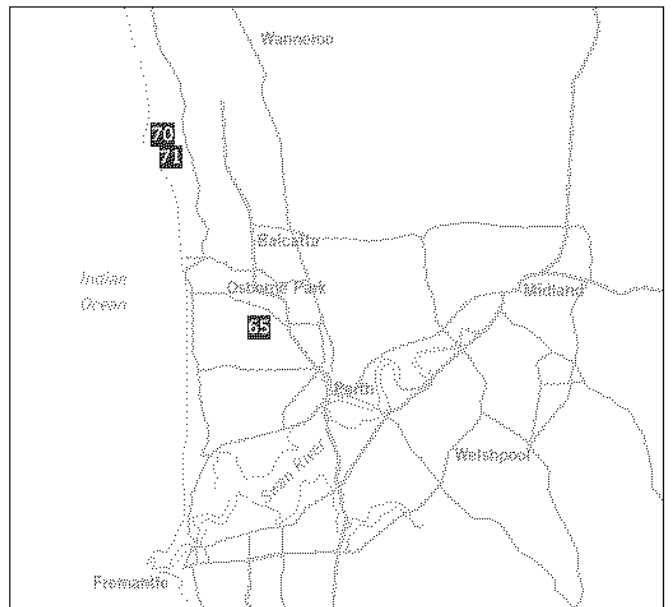 Wanneroo
70
71
Balcatta
Indian
Ocean
Osborne Park
Midland
65
Perth
Swan River
Welshpool
Fremantle